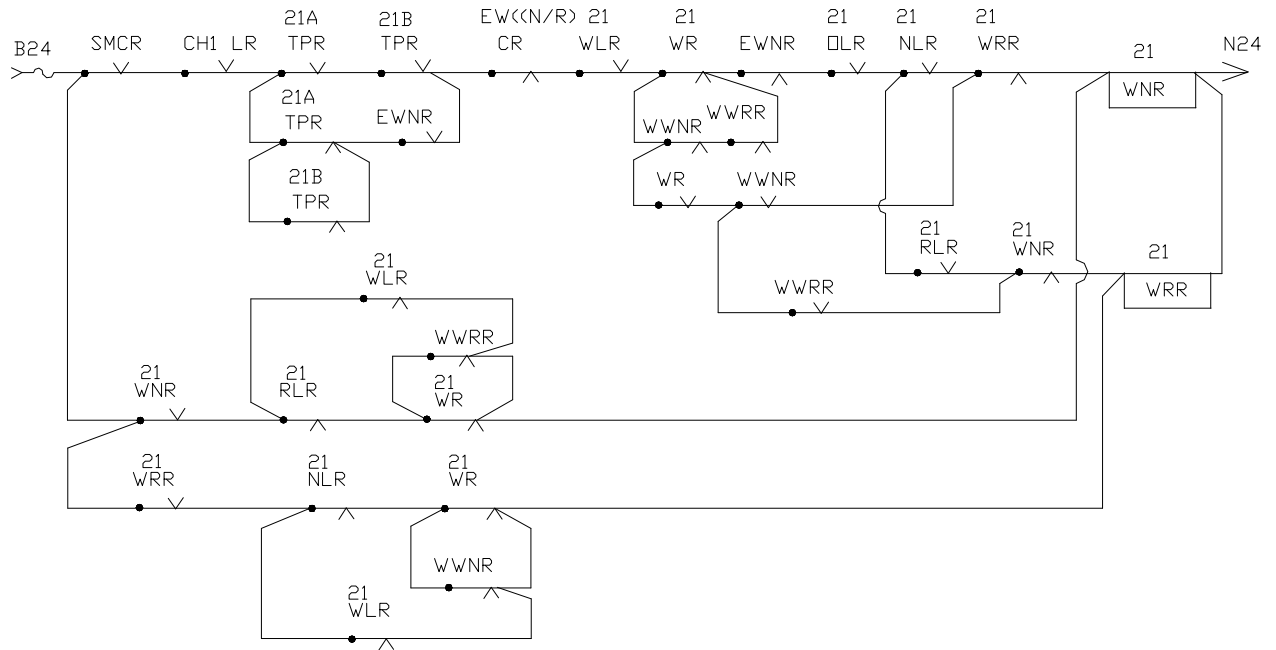 B24
SMCR
CH1 LR
21A
TPR
21B
TPR
EW((N/R)
CR
21
WLR
21
WR
EWNR
21
OLR
21
NLR
21
WRR
21
WNR
N24
21A
TPR
EWNR
21B
TPR
WWNR
WWRR
WR
WWNR
21
RLR
21
WNR
21
WRR
WWRR
21
WLR
WWRR
21
WNR
21
RLR
21
WR
21
WRR
21
NLR
21
WR
WWNR
21
WLR